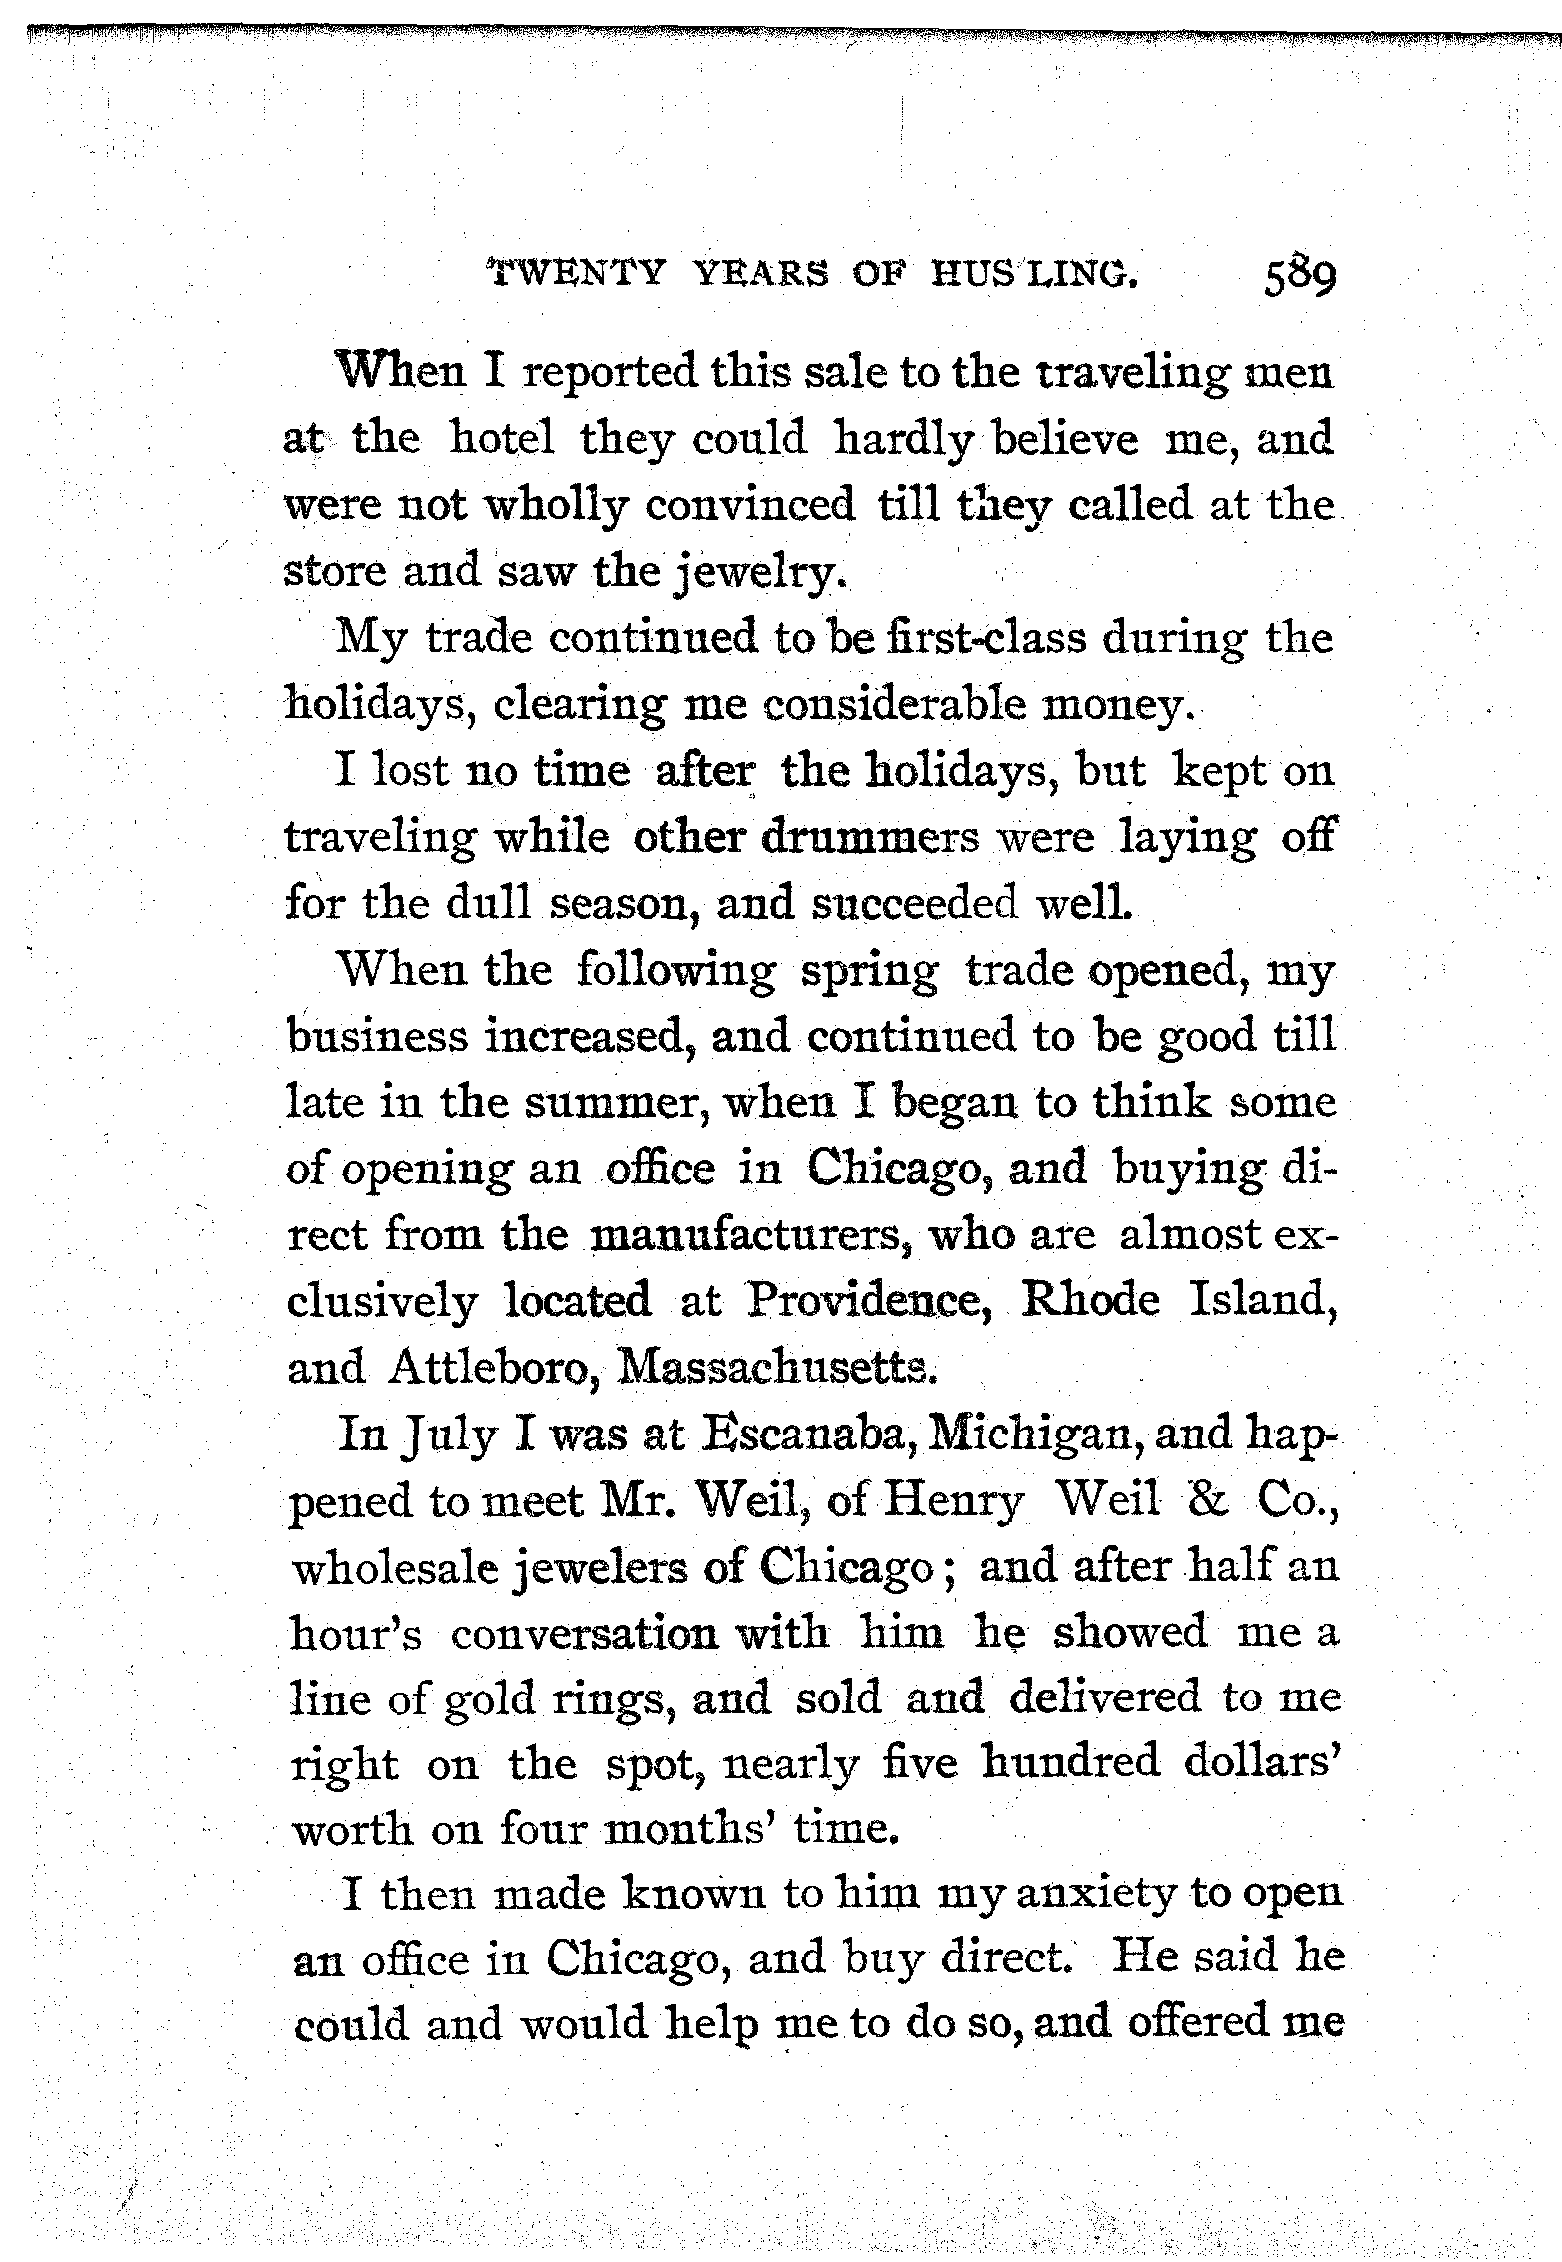 TWENTY YEARS OF HUS LING. 589
When I reported this sale to the traveling men
at the hotel they could hardly believe me, and
were not wholly convinced till they called at the
store and saw the jewelry.
My trade continued to be first-class during the
holidays, clearing me considerable money.
I lost no time after the holidays, but kept on
traveling while other drummers were laying off
for the dull season, and succeeded well.
When the following spring trade opened, my
business increased, and continued to be good till
late in the summer, when I began to think some
of opening an office in Chicago, and buying di-
rect from the manufacturers, who are almost ex-
clusively located at Providence, Rhode Island,
and Attleboro, Massachusetts.
In July I was at Escanaba, Michigan, and hap-
pened to meet Mr. Weil, of Henry Weil & Co.,
wholesale jewelers of Chicago; and after half an
hour's conversation with him he showed me a
line of gold rings, and sold and delivered to me
right on the spot, nearly five hundred dollars'
worth on four months' time.
I then made known to him my anxiety to open
an office in Chicago, and buy direct. He said he
could and would help me to do so, and offered me